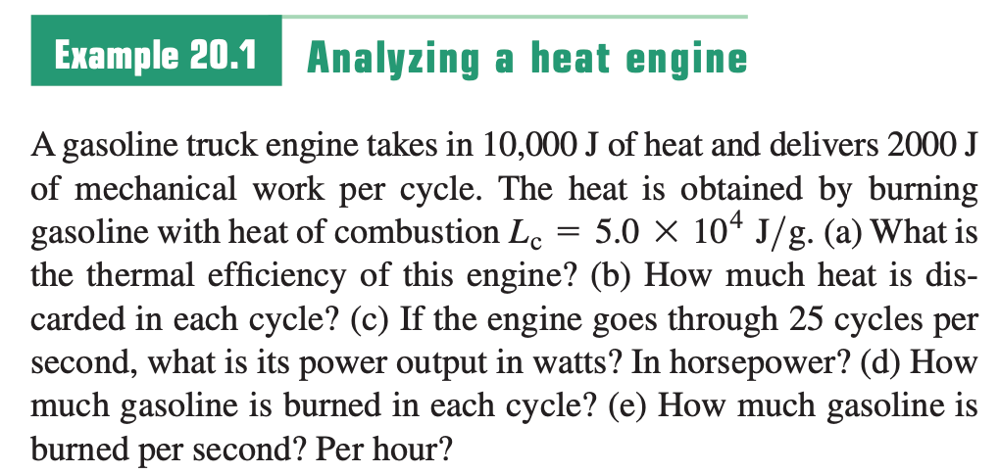 Example 20.1 Analyzing a heat engine
A gasoline truck engine takes in 10,000 J of heat and delivers 2000 J
of mechanical work per cycle. The heat is obtained by burning
gasoline with heat of combustion L_c = 5.0 × 10⁴ J/g. (a) What is
the thermal efficiency of this engine? (b) How much heat is dis-
carded in each cycle? (c) If the engine goes through 25 cycles per
second, what is its power output in watts? In horsepower? (d) How
much gasoline is burned in each cycle? (e) How much gasoline is
burned per second? Per hour?